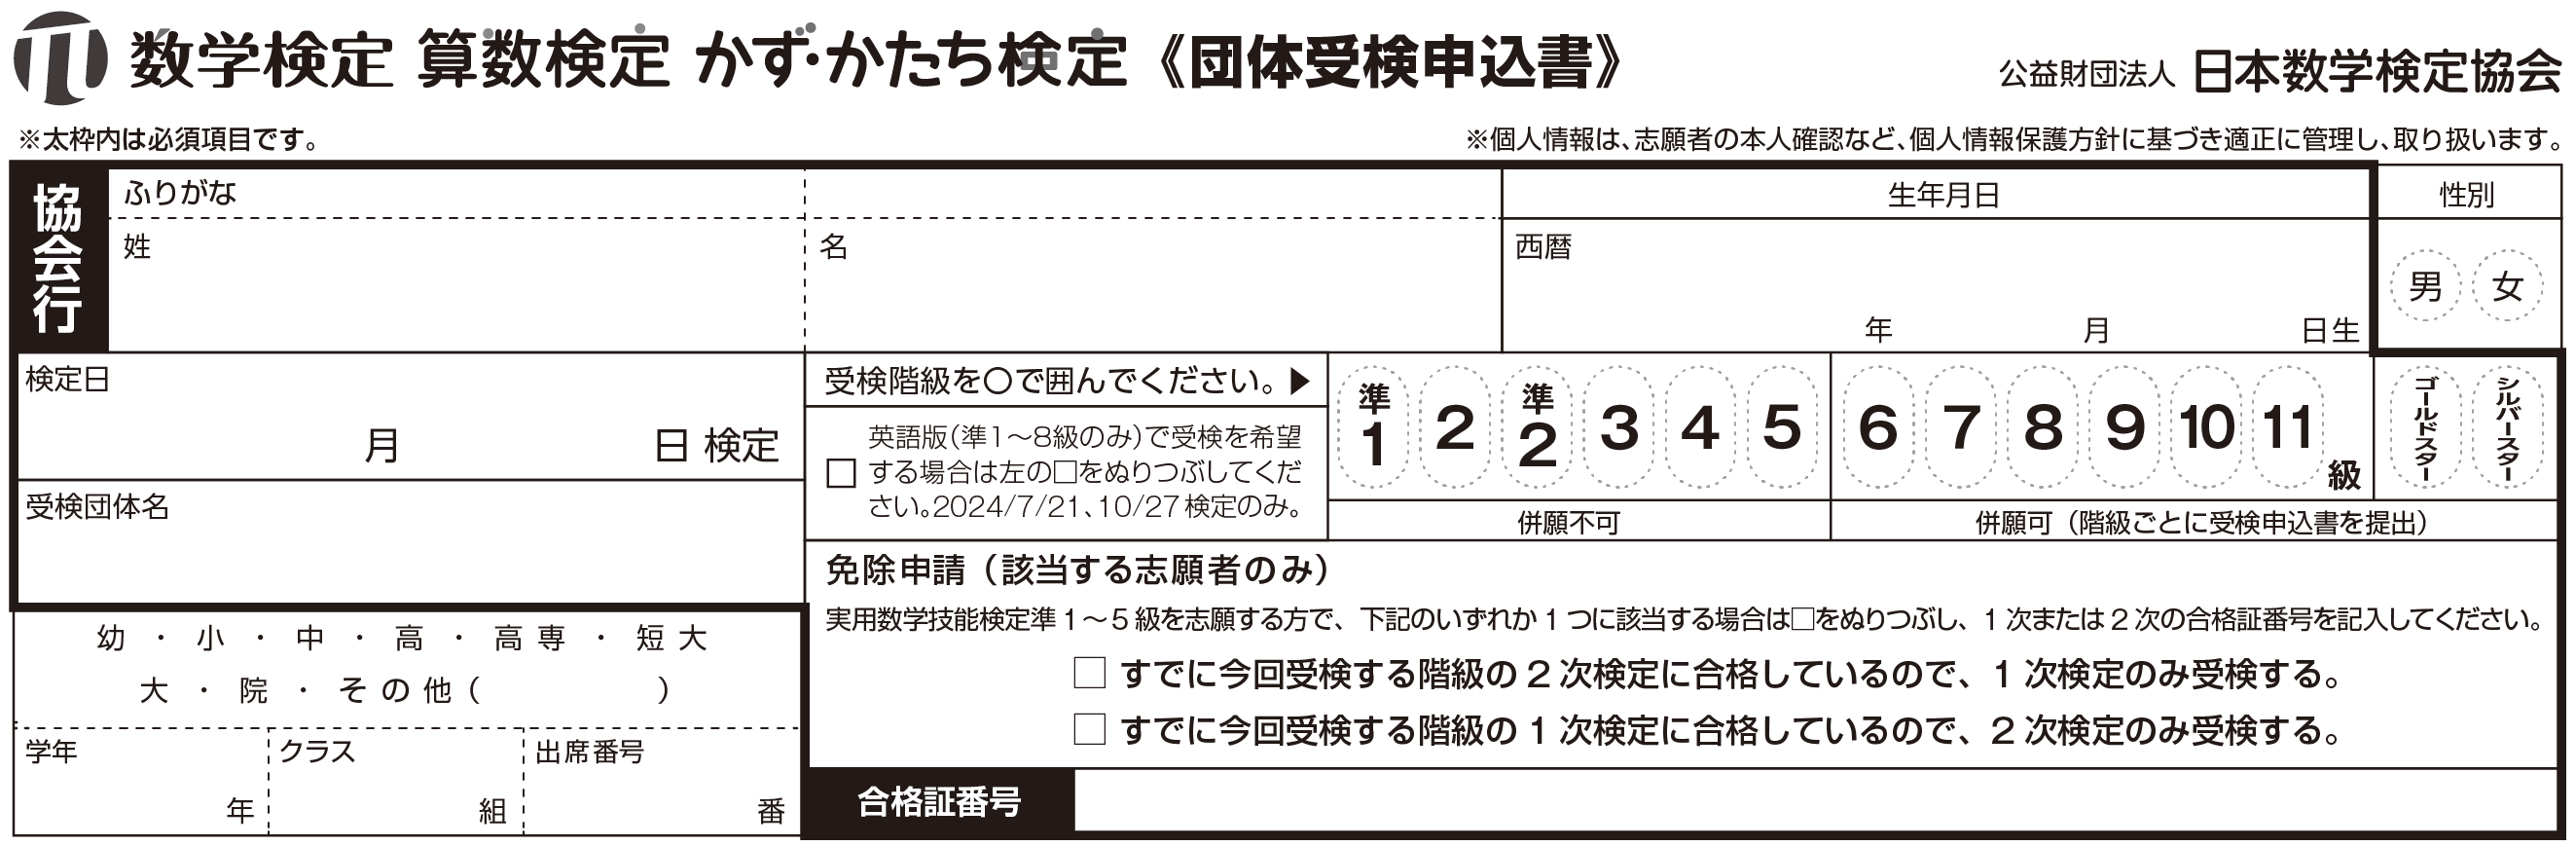 数学検定 算数検定 かず・かたち検定《団体受検申込書》
公益財団法人 日本数学検定協会
※太枠内は必須項目です。
※個人情報は、志願者の本人確認など、個人情報保護方針に基づき適正に管理し、取り扱います。
協会行
ふりがな
姓
名
生年月日
西暦
年 月 日生
性別
男 女
検定日
月 日 検定
受検団体名
受検階級を〇で囲んでください。▶
□ 英語版（準1～8級のみ）で受検を希望
する場合は左の□をぬりつぶしてくだ
さい。2024/7/21、10/27検定のみ。
準1 2 準2 3 4 5
6 7 8 9 10 11 級
ゴールドスター
シルバースター
併願不可
併願可（階級ごとに受検申込書を提出）
免除申請（該当する志願者のみ）
実用数学技能検定準1～5級を志願する方で、下記のいずれか1つに該当する場合は□をぬりつぶし、1次または2次の合格証番号を記入してください。
□ すでに今回受検する階級の2次検定に合格しているので、1次検定のみ受検する。
□ すでに今回受検する階級の1次検定に合格しているので、2次検定のみ受検する。
合格証番号
幼・小・中・高・高専・短大
大・院・その他（ ）
学年
年
クラス
組
出席番号
番